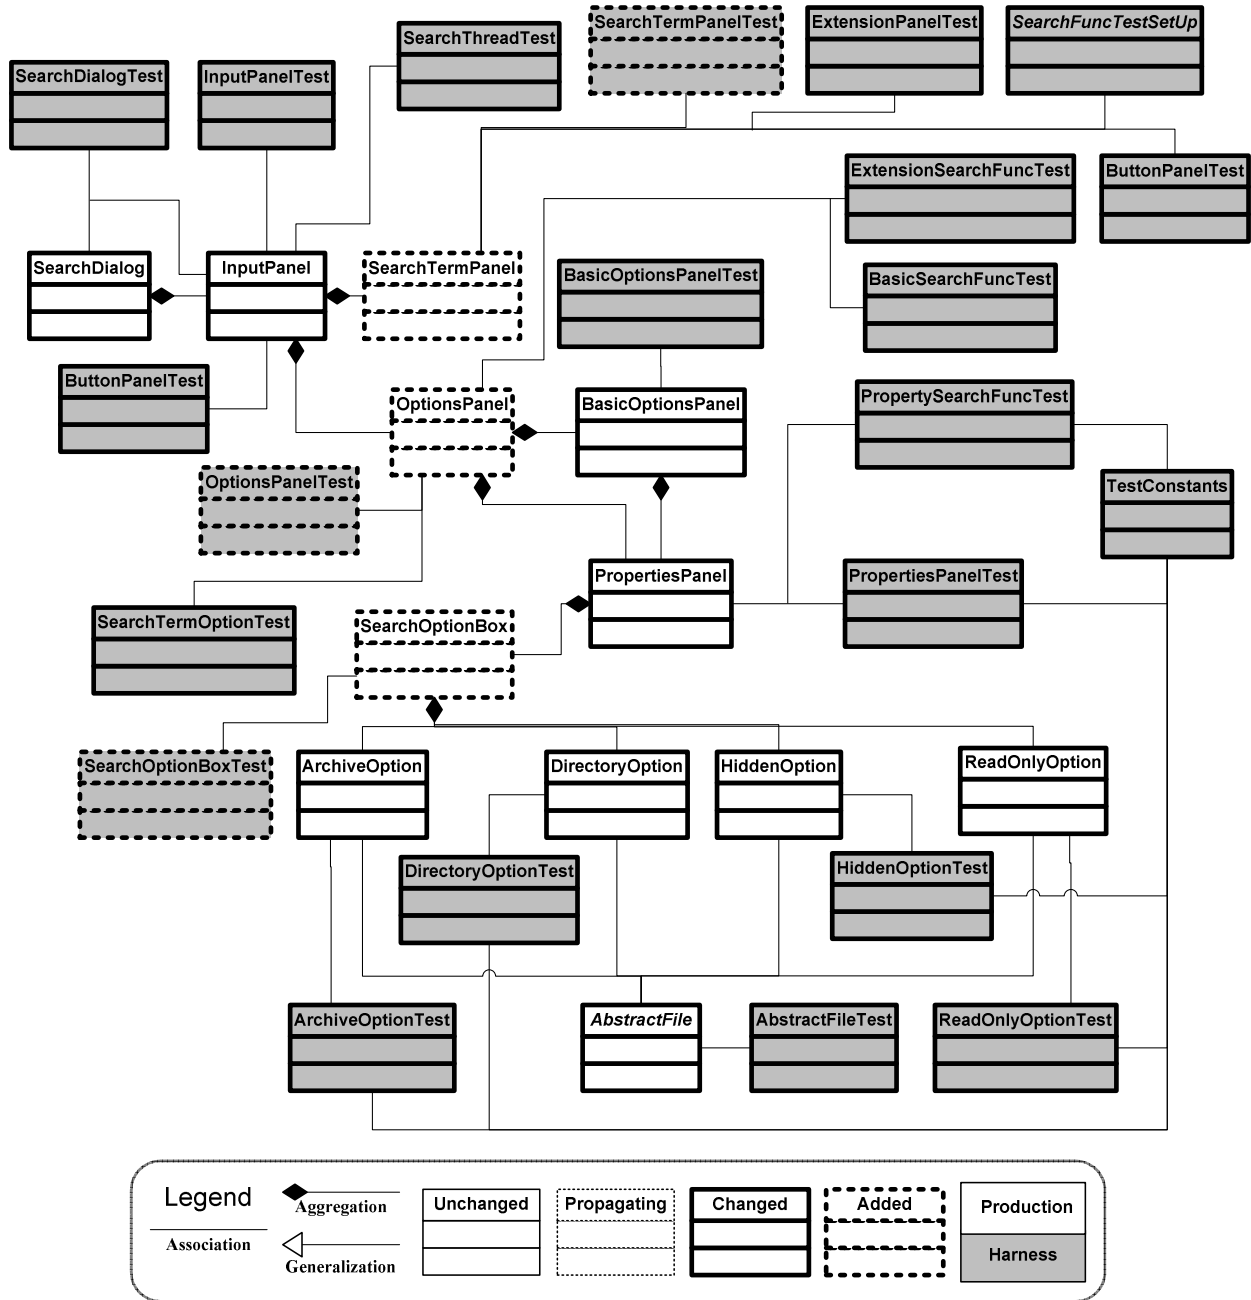 SearchTermPanelTest
ExtensionPanelTest
SearchFuncTestSetUp
SearchThreadTest
SearchDialogTest
InputPanelTest
ExtensionSearchFuncTest
ButtonPanelTest
SearchDialog
InputPanel
SearchTermPanel
BasicOptionsPanelTest
BasicSearchFuncTest
ButtonPanelTest
OptionsPanel
BasicOptionsPanel
PropertySearchFuncTest
OptionsPanelTest
TestConstants
PropertiesPanel
PropertiesPanelTest
SearchTermOptionTest
SearchOptionBox
SearchOptionBoxTest
ArchiveOption
DirectoryOption
HiddenOption
ReadOnlyOption
DirectoryOptionTest
HiddenOptionTest
ArchiveOptionTest
AbstractFile
AbstractFileTest
ReadOnlyOptionTest
Legend
Association
Aggregation
Generalization
Unchanged
Propagating
Changed
Added
Production
Harness